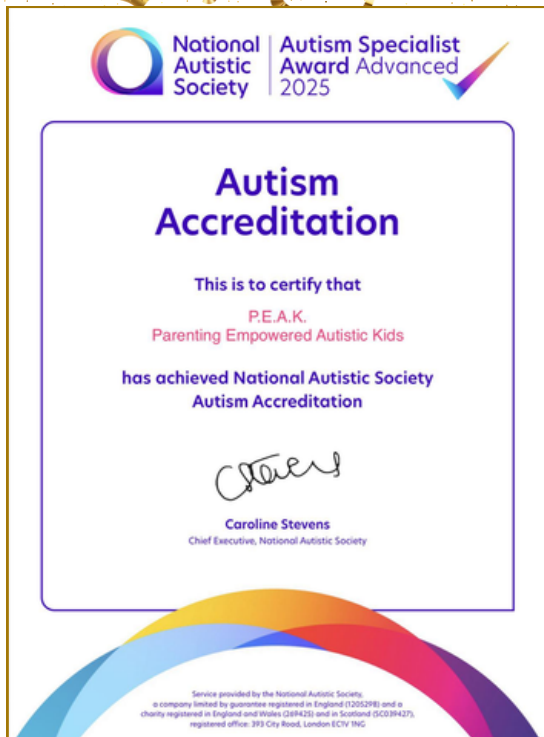 National
Autistic
Society
Autism Specialist
Award Advanced
2025
Autism
Accreditation
This is to certify that
P.E.A.K.
Parenting Empowered Autistic Kids
has achieved National Autistic Society
Autism Accreditation
CStevens
Caroline Stevens
Chief Executive, National Autistic Society
Service provided by the National Autistic Society,
a company limited by guarantee registered in England (1205298) and a
charity registered in England and Wales (269425) and in Scotland (SC039427),
registered office: 393 City Road, London EC1V 1NG